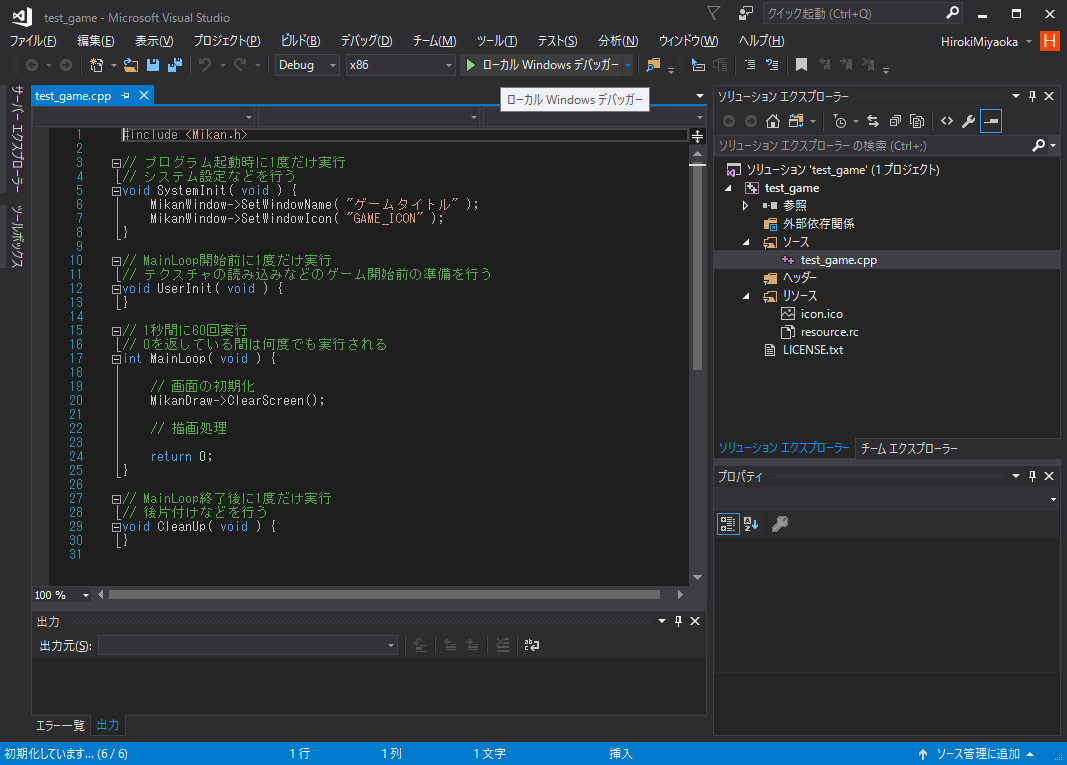 test_game - Microsoft Visual Studio
クイック起動 (Ctrl+Q)
ファイル(F) 編集(E) 表示(V) プロジェクト(P) ビルド(B) デバッグ(D) チーム(M) ツール(T) テスト(S) 分析(N) ウィンドウ(W) ヘルプ(H) HirokiMiyaoka H
Debug x86 ローカル Windows デバッガー
サーバー エクスプローラー
ツールボックス
test_game.cpp
ローカル Windows デバッガー
1 #include <Mikan.h>
2
3 // プログラム起動時に1度だけ実行
4 // システム設定などを行う
5 void SystemInit( void ) {
6 MikanWindow->SetWindowName( "ゲームタイトル" );
7 MikanWindow->SetWindowIcon( "GAME_ICON" );
8 }
9
10 // MainLoop開始前に1度だけ実行
11 // テクスチャの読み込みなどのゲーム開始前の準備を行う
12 void UserInit( void ) {
13 }
14
15 // 1秒間に60回実行
16 // 0を返している間は何度でも実行される
17 int MainLoop( void ) {
18
19 // 画面の初期化
20 MikanDraw->ClearScreen();
21
22 // 描画処理
23
24 return 0;
25 }
26
27 // MainLoop終了後に1度だけ実行
28 // 後片付けなどを行う
29 void CleanUp( void ) {
30 }
31
100 %
出力
出力元(S):
エラー一覧 出力
ソリューション エクスプローラー
ソリューション エクスプローラー の検索 (Ctrl+;)
ソリューション 'test_game' (1 プロジェクト)
test_game
参照
外部依存関係
ソース
test_game.cpp
ヘッダー
リソース
icon.ico
resource.rc
LICENSE.txt
ソリューション エクスプローラー チーム エクスプローラー
プロパティ
初期化しています... (6 / 6) 1 行 1 列 1 文字 挿入 ソース管理に追加